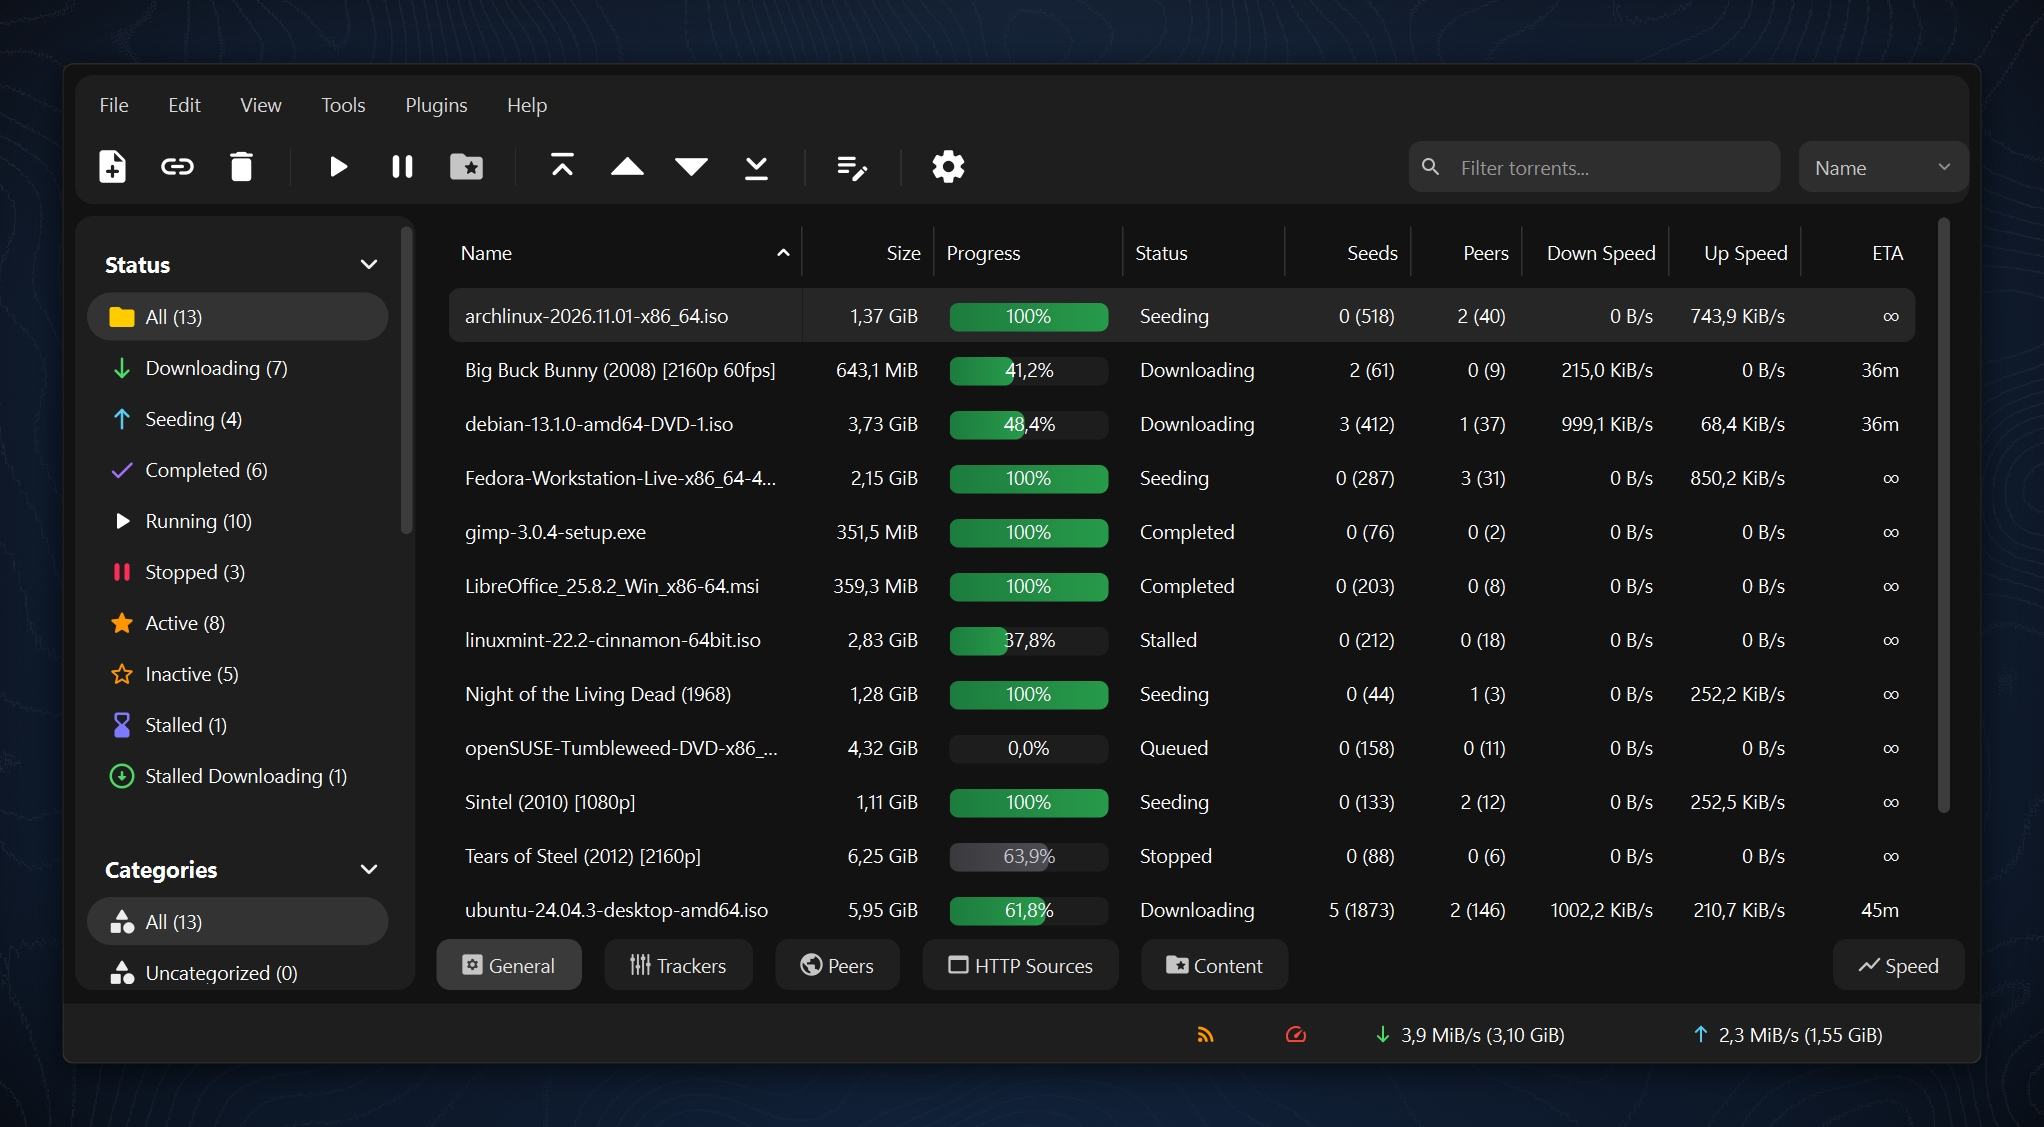 File Edit View Tools Plugins Help
Filter torrents... Name
Status
All (13)
Downloading (7)
Seeding (4)
Completed (6)
Running (10)
Stopped (3)
Active (8)
Inactive (5)
Stalled (1)
Stalled Downloading (1)
Categories
All (13)
Uncategorized (0)
Name Size Progress Status Seeds Peers Down Speed Up Speed ETA
archlinux-2026.11.01-x86_64.iso 1,37 GiB 100% Seeding 0 (518) 2 (40) 0 B/s 743,9 KiB/s ∞
Big Buck Bunny (2008) [2160p 60fps] 643,1 MiB 41,2% Downloading 2 (61) 0 (9) 215,0 KiB/s 0 B/s 36m
debian-13.1.0-amd64-DVD-1.iso 3,73 GiB 48,4% Downloading 3 (412) 1 (37) 999,1 KiB/s 68,4 KiB/s 36m
Fedora-Workstation-Live-x86_64-4... 2,15 GiB 100% Seeding 0 (287) 3 (31) 0 B/s 850,2 KiB/s ∞
gimp-3.0.4-setup.exe 351,5 MiB 100% Completed 0 (76) 0 (2) 0 B/s 0 B/s ∞
LibreOffice_25.8.2_Win_x86-64.msi 359,3 MiB 100% Completed 0 (203) 0 (8) 0 B/s 0 B/s ∞
linuxmint-22.2-cinnamon-64bit.iso 2,83 GiB 37,8% Stalled 0 (212) 0 (18) 0 B/s 0 B/s ∞
Night of the Living Dead (1968) 1,28 GiB 100% Seeding 0 (44) 1 (3) 0 B/s 252,2 KiB/s ∞
openSUSE-Tumbleweed-DVD-x86_... 4,32 GiB 0,0% Queued 0 (158) 0 (11) 0 B/s 0 B/s ∞
Sintel (2010) [1080p] 1,11 GiB 100% Seeding 0 (133) 2 (12) 0 B/s 252,5 KiB/s ∞
Tears of Steel (2012) [2160p] 6,25 GiB 63,9% Stopped 0 (88) 0 (6) 0 B/s 0 B/s ∞
ubuntu-24.04.3-desktop-amd64.iso 5,95 GiB 61,8% Downloading 5 (1873) 2 (146) 1002,2 KiB/s 210,7 KiB/s 45m
General Trackers Peers HTTP Sources Content Speed
3,9 MiB/s (3,10 GiB) 2,3 MiB/s (1,55 GiB)